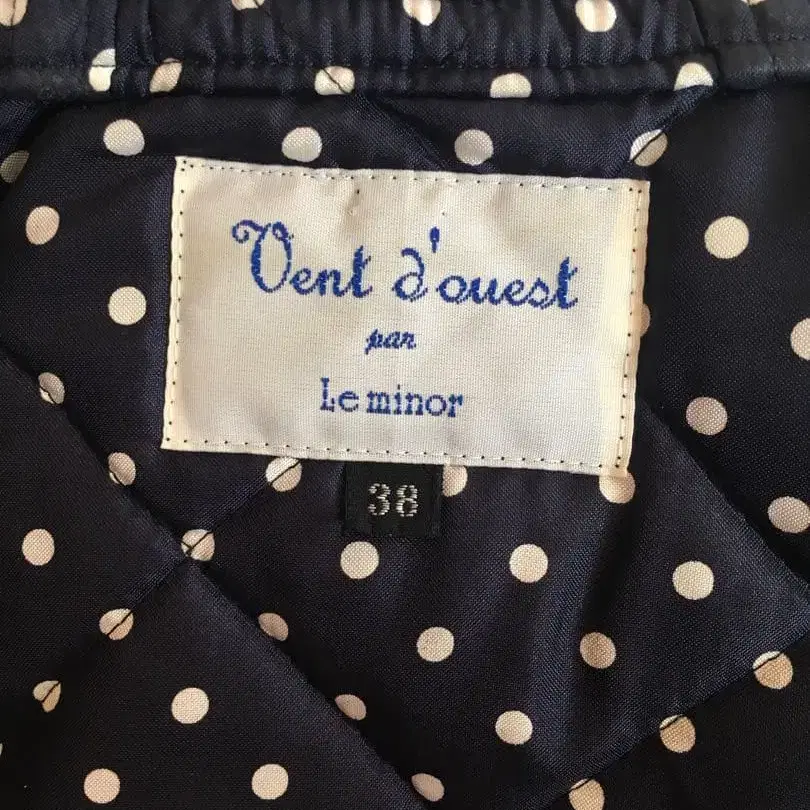 Vent d'ouest
par
Le minor
38